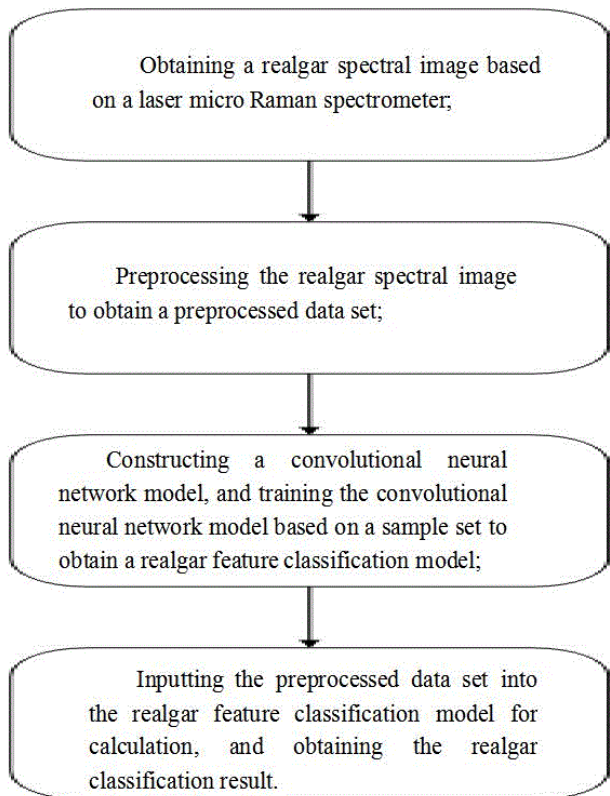 Obtaining a realgar spectral image based
on a laser micro Raman spectrometer;
Preprocessing the realgar spectral image
to obtain a preprocessed data set;
Constructing a convolutional neural
network model, and training the convolutional
neural network model based on a sample set to
obtain a realgar feature classification model;
Inputting the preprocessed data set into
the realgar feature classification model for
calculation, and obtaining the realgar
classification result.